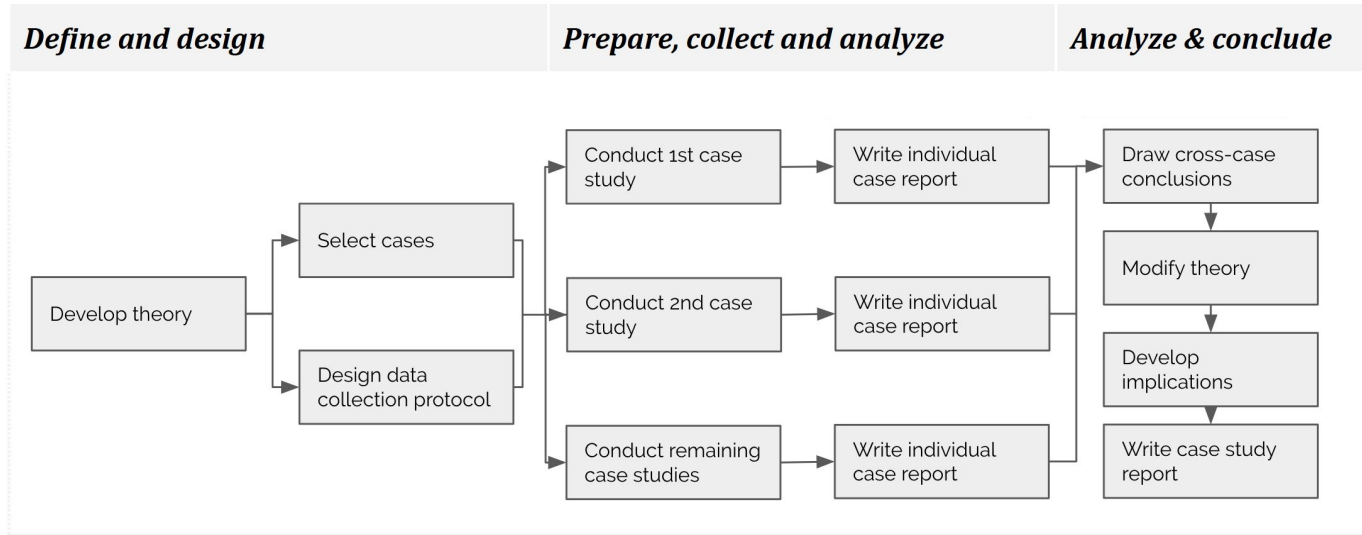 Define and design
Prepare, collect and analyze
Analyze & conclude
Develop theory
Select cases
Design data
collection protocol
Conduct 1st case
study
Write individual
case report
Conduct 2nd case
study
Write individual
case report
Conduct remaining
case studies
Write individual
case report
Draw cross-case
conclusions
Modify theory
Develop
implications
Write case study
report